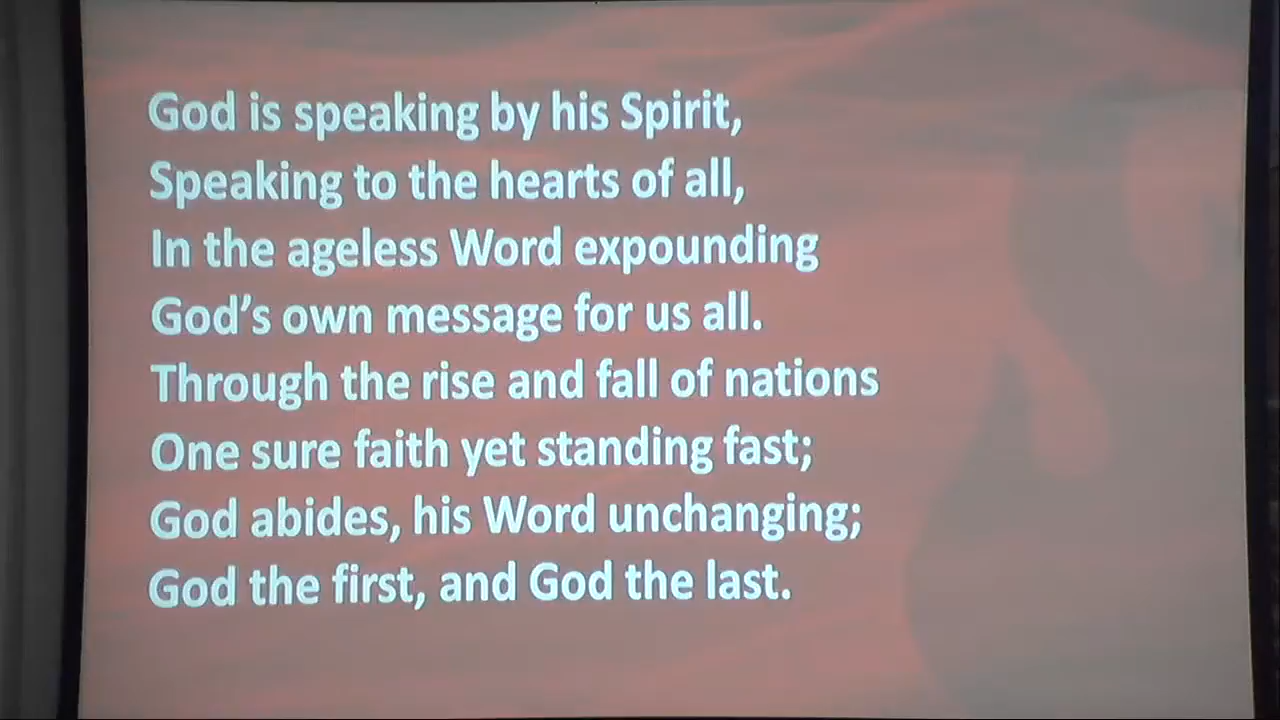 God is speaking by his Spirit,
Speaking to the hearts of all,
In the ageless Word expounding
God’s own message for us all.
Through the rise and fall of nations
One sure faith yet standing fast;
God abides, his Word unchanging;
God the first, and God the last.